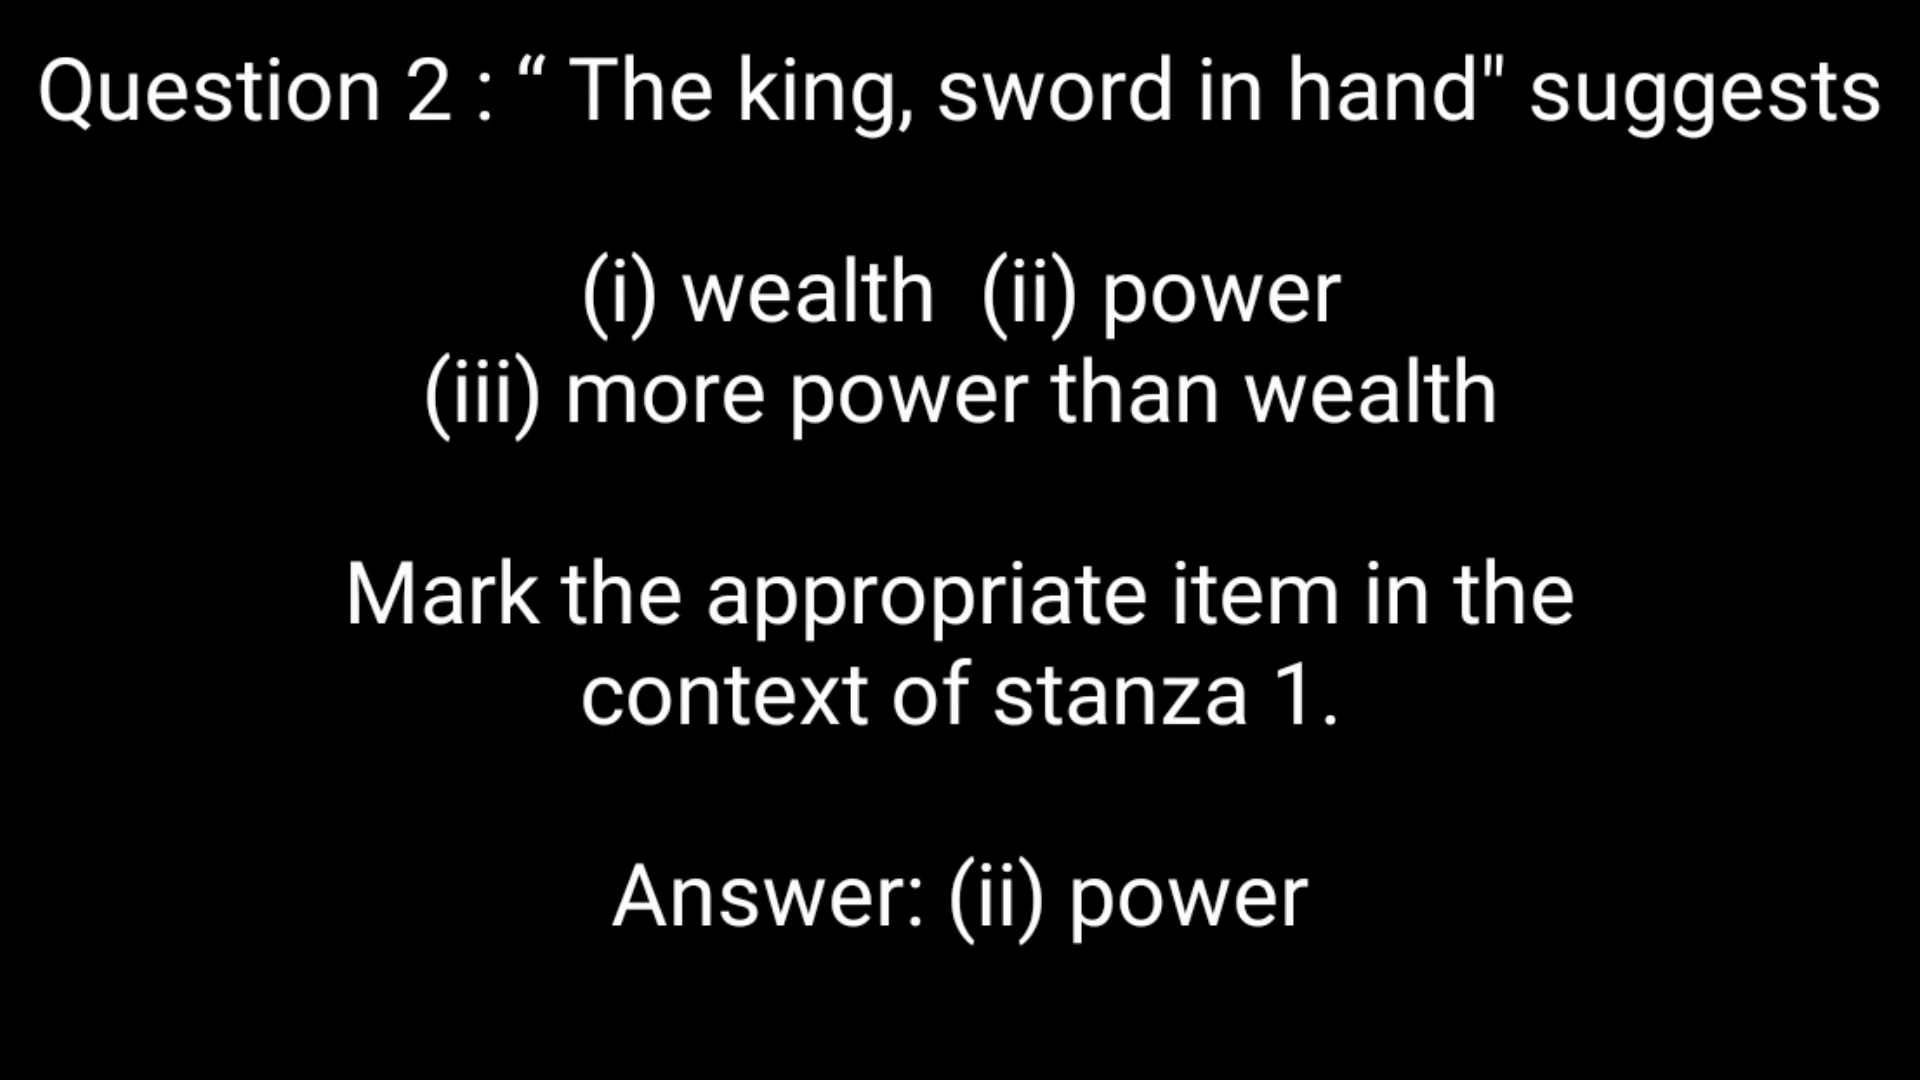 Question 2 : “ The king, sword in hand" suggests
(i) wealth  (ii) power
(iii) more power than wealth
Mark the appropriate item in the
context of stanza 1.
Answer: (ii) power